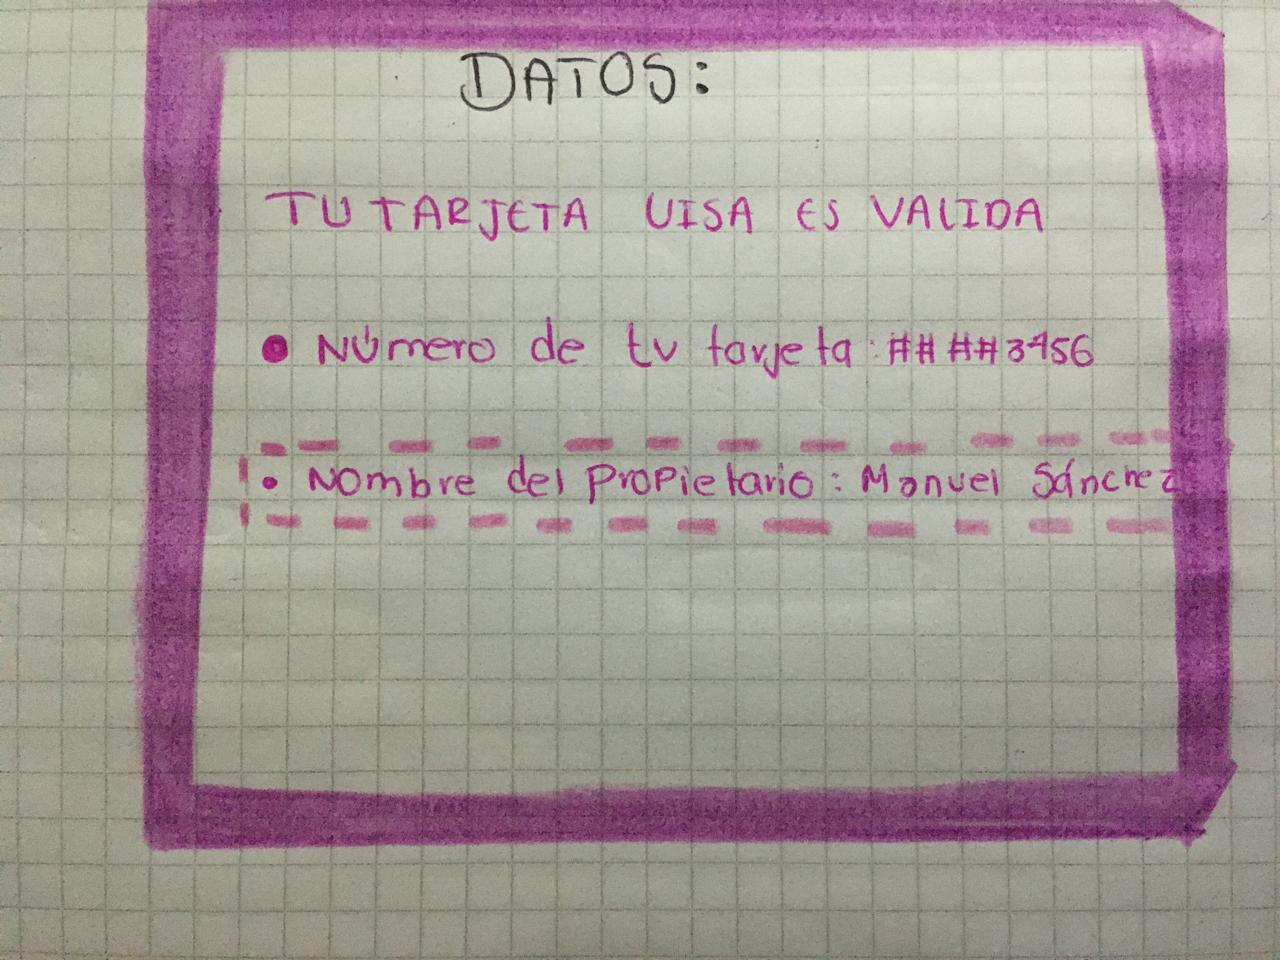 DATOS:
TU TARJETA VISA ES VALIDA
• NÚmero de tu tarjeta: ## ##3456
• Nombre del Propietario: Manuel Sánchez